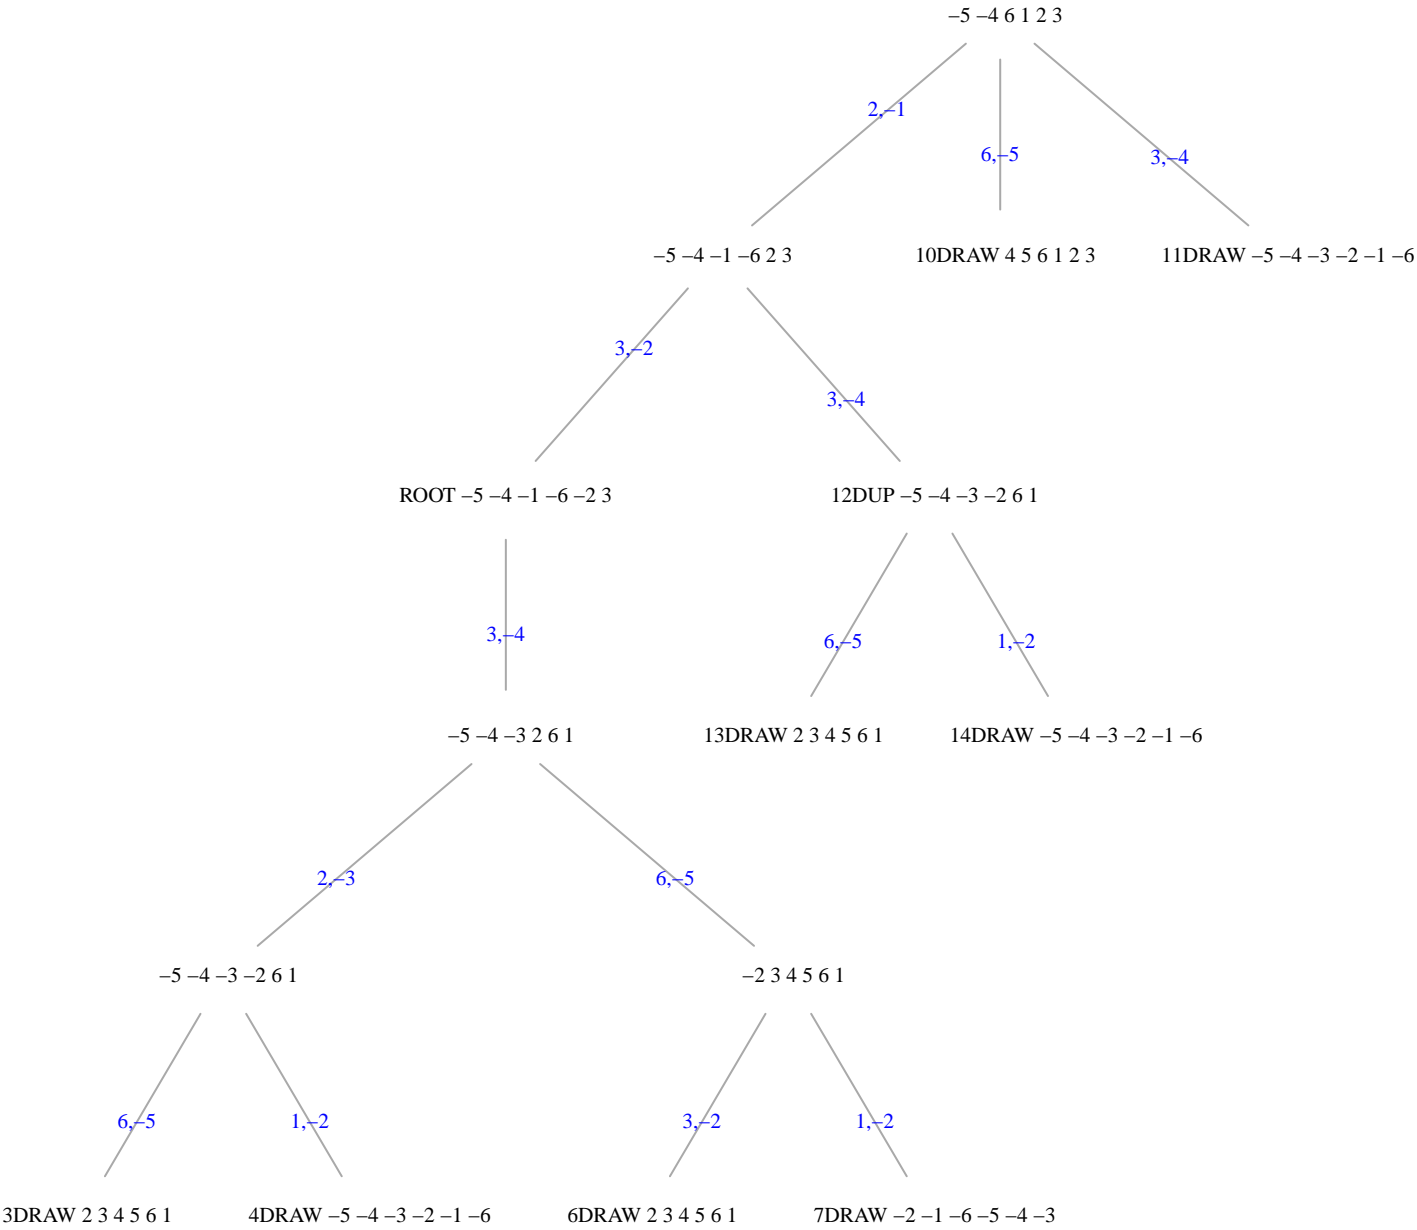 –5 –4 6 1 2 3
2,–1
6,–5
3,–4
–5 –4 –1 –6 2 3
10DRAW 4 5 6 1 2 3
11DRAW –5 –4 –3 –2 –1 –6
3,–2
3,–4
ROOT –5 –4 –1 –6 –2 3
12DUP –5 –4 –3 –2 6 1
3,–4
6,–5
1,–2
–5 –4 –3 2 6 1
13DRAW 2 3 4 5 6 1
14DRAW –5 –4 –3 –2 –1 –6
2,–3
6,–5
–5 –4 –3 –2 6 1
–2 3 4 5 6 1
6,–5
1,–2
3,–2
1,–2
3DRAW 2 3 4 5 6 1
4DRAW –5 –4 –3 –2 –1 –6
6DRAW 2 3 4 5 6 1
7DRAW –2 –1 –6 –5 –4 –3